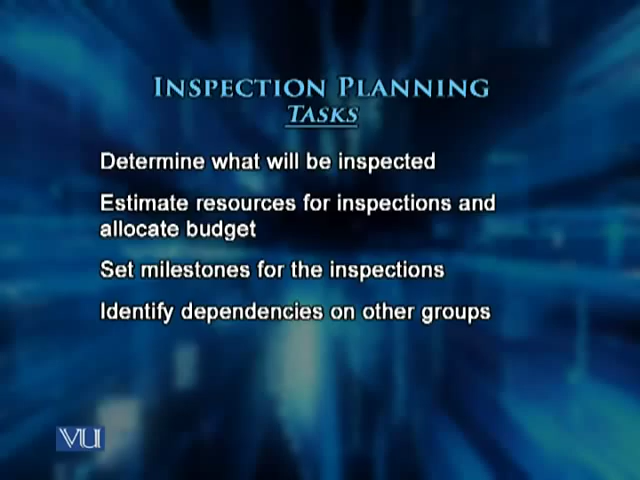 INSPECTION PLANNING
TASKS
Determine what will be inspected
Estimate resources for inspections and
allocate budget
Set milestones for the inspections
Identify dependencies on other groups
VU